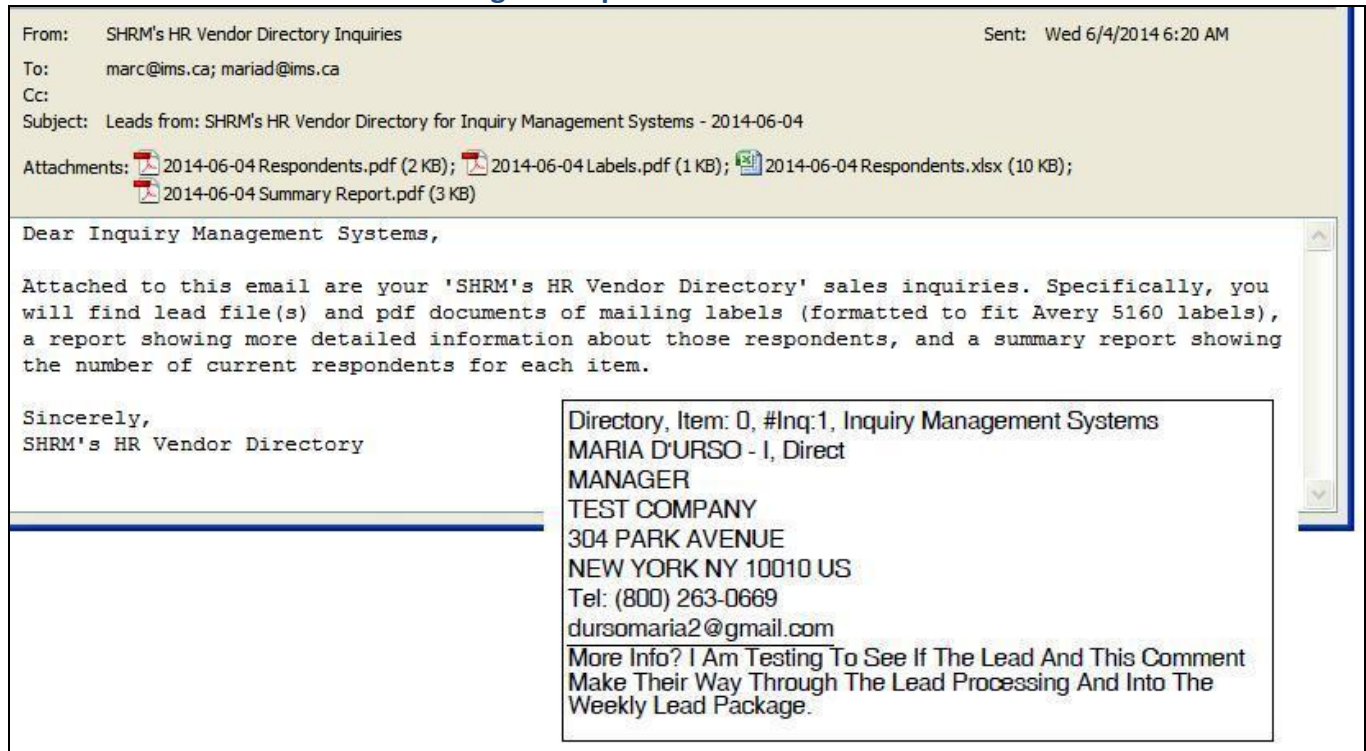 From: SHRM's HR Vendor Directory Inquiries Sent: Wed 6/4/2014 6:20 AM
To: marc@ims.ca; mariad@ims.ca
Cc:
Subject: Leads from: SHRM's HR Vendor Directory for Inquiry Management Systems - 2014-06-04
Attachments: 2014-06-04 Respondents.pdf (2 KB); 2014-06-04 Labels.pdf (1 KB); 2014-06-04 Respondents.xlsx (10 KB);
2014-06-04 Summary Report.pdf (3 KB)
Dear Inquiry Management Systems,
Attached to this email are your 'SHRM's HR Vendor Directory' sales inquiries. Specifically, you
will find lead file(s) and pdf documents of mailing labels (formatted to fit Avery 5160 labels),
a report showing more detailed information about those respondents, and a summary report showing
the number of current respondents for each item.
Sincerely,
SHRM's HR Vendor Directory
Directory, Item: 0, #Inq:1, Inquiry Management Systems
MARIA D'URSO - I, Direct
MANAGER
TEST COMPANY
304 PARK AVENUE
NEW YORK NY 10010 US
Tel: (800) 263-0669
dursomaria2@gmail.com
More Info? I Am Testing To See If The Lead And This Comment
Make Their Way Through The Lead Processing And Into The
Weekly Lead Package.